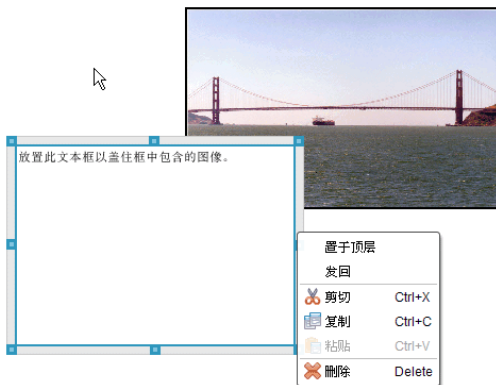 放置此文本框以盖住框中包含的图像。
置于顶层
发回
剪切 Ctrl+X
复制 Ctrl+C
粘贴 Ctrl+V
删除 Delete